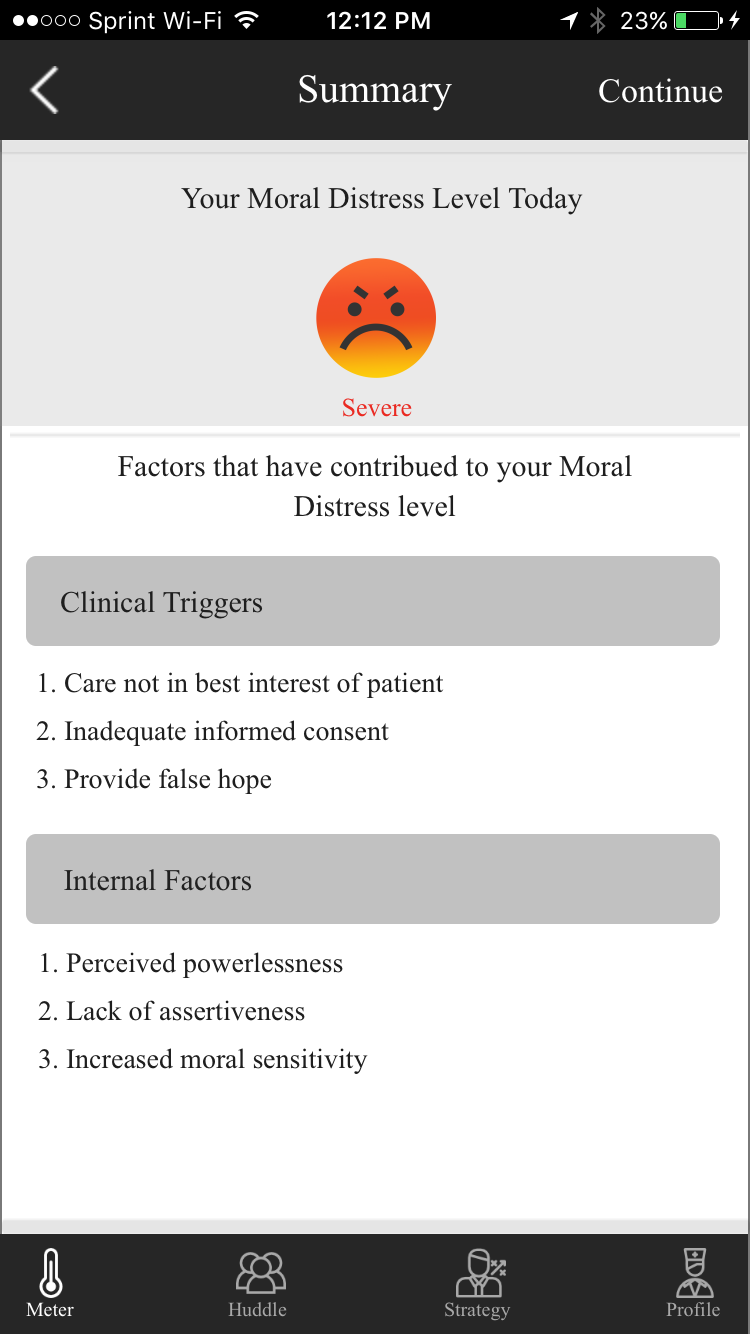 Sprint Wi-Fi 12:12 PM 23%
Summary Continue
Your Moral Distress Level Today
Severe
Factors that have contribued to your Moral
Distress level
Clinical Triggers
1. Care not in best interest of patient
2. Inadequate informed consent
3. Provide false hope
Internal Factors
1. Perceived powerlessness
2. Lack of assertiveness
3. Increased moral sensitivity
Meter Huddle Strategy Profile